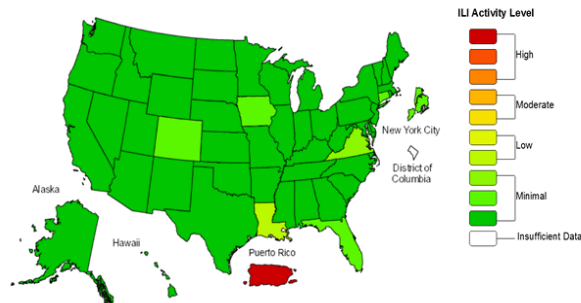 ILI Activity Level
High
Moderate
Low
Minimal
Insufficient Data
New York City
District of
Columbia
Alaska
Hawaii
Puerto Rico